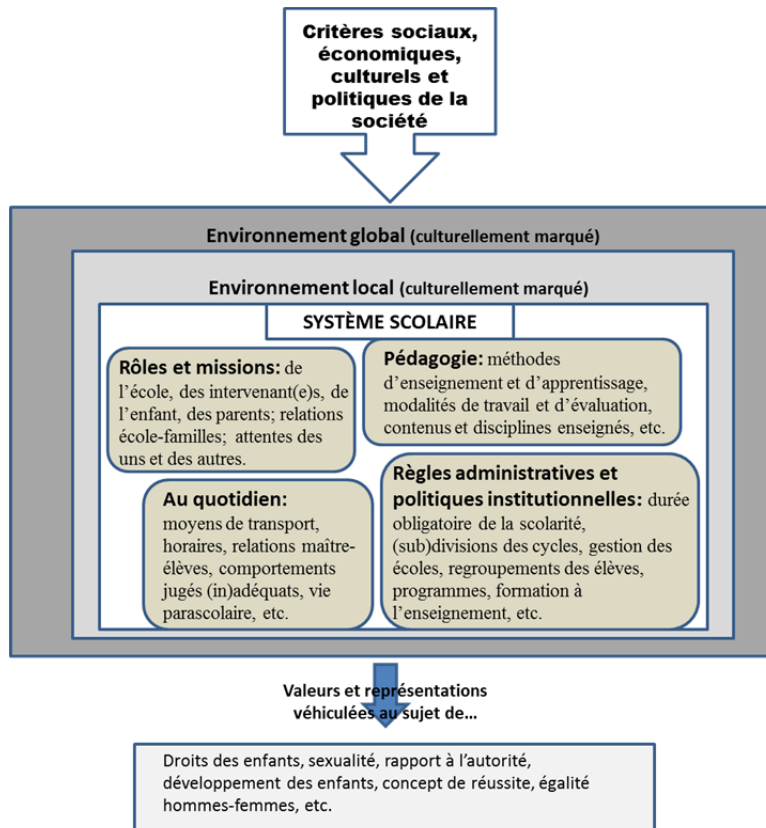 Critères sociaux,
économiques,
culturels et
politiques de la
société
Environnement global (culturellement marqué)
Environnement local (culturellement marqué)
SYSTÈME SCOLAIRE
Rôles et missions: de
l'école, des intervenant(e)s, de
l'enfant, des parents; relations
école-familles; attentes des
uns et des autres.
Pédagogie: méthodes
d'enseignement et d'apprentissage,
modalités de travail et d'évaluation,
contenus et disciplines enseignés, etc.
Au quotidien:
moyens de transport,
horaires, relations maître-
élèves, comportements
jugés (in)adéquats, vie
parascolaire, etc.
Règles administratives et
politiques institutionnelles: durée
obligatoire de la scolarité,
(sub)divisions des cycles, gestion des
écoles, regroupements des élèves,
programmes, formation à
l'enseignement, etc.
Valeurs et représentations
véhiculées au sujet de…
Droits des enfants, sexualité, rapport à l'autorité,
développement des enfants, concept de réussite, égalité
hommes-femmes, etc.